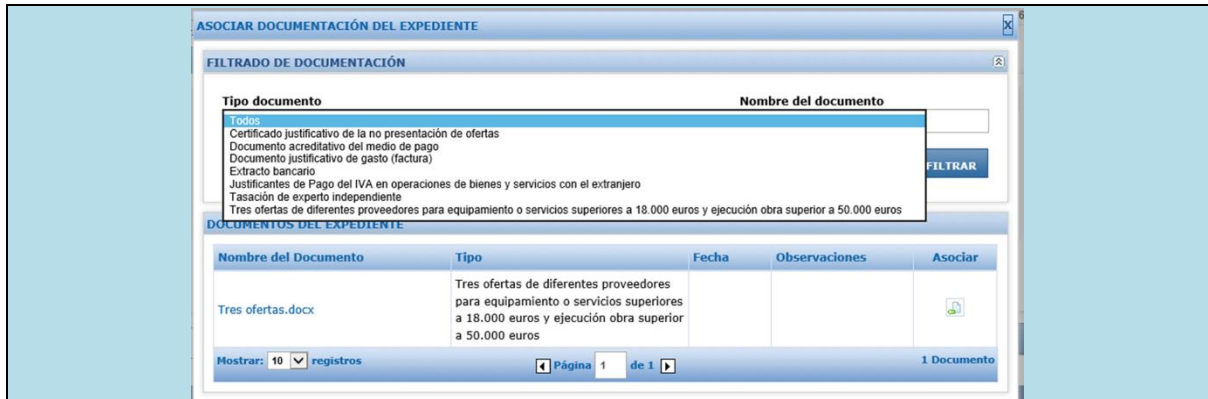 ASOCIAR DOCUMENTACIÓN DEL EXPEDIENTE
X
FILTRADO DE DOCUMENTACIÓN
Tipo documento Nombre del documento
Todos
Certificado justificativo de la no presentación de ofertas
Documento acreditativo del medio de pago
Documento justificativo de gasto (factura)
Extracto bancario
Justificantes de Pago del IVA en operaciones de bienes y servicios con el extranjero
Tasación de experto independiente
Tres ofertas de diferentes proveedores para equipamiento o servicios superiores a 18.000 euros y ejecución obra superior a 50.000 euros
FILTRAR
DOCUMENTOS DEL EXPEDIENTE
Nombre del Documento Tipo Fecha Observaciones Asociar
Tres ofertas.docx
Tres ofertas de diferentes proveedores
para equipamiento o servicios superiores
a 18.000 euros y ejecución obra superior
a 50.000 euros
Mostrar: 10 registros Página 1 de 1 1 Documento